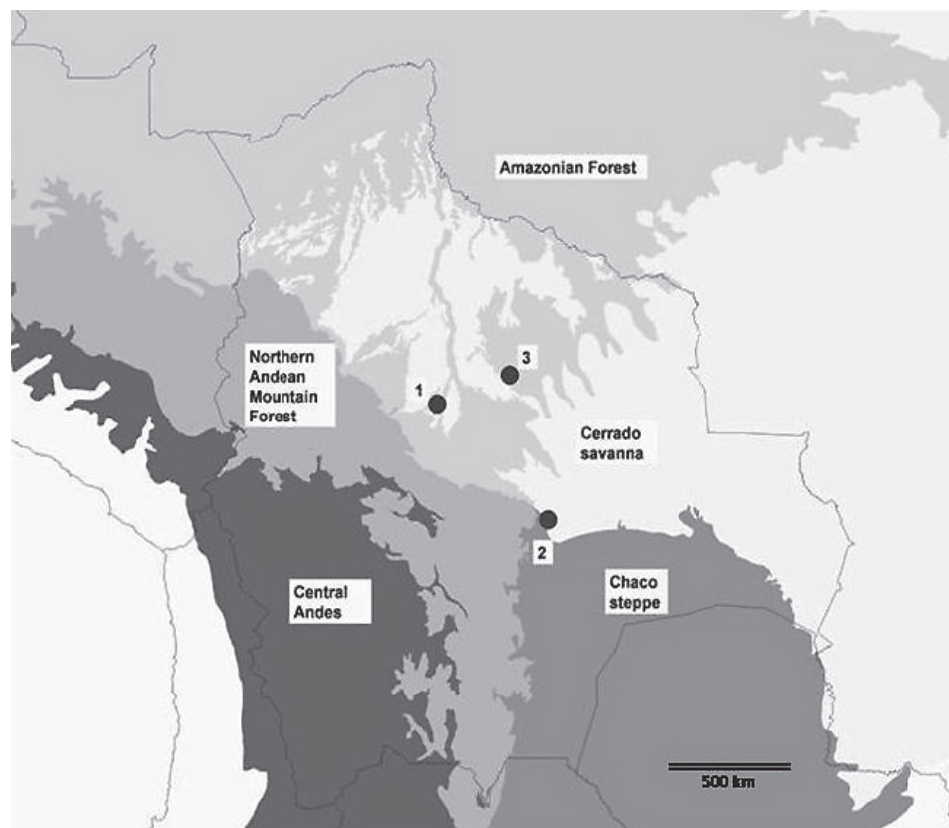 Amazonian Forest
Northern
Andean
Mountain
Forest
3
1
Cerrado
savanna
2
Central
Andes
Chaco
steppe
500 km